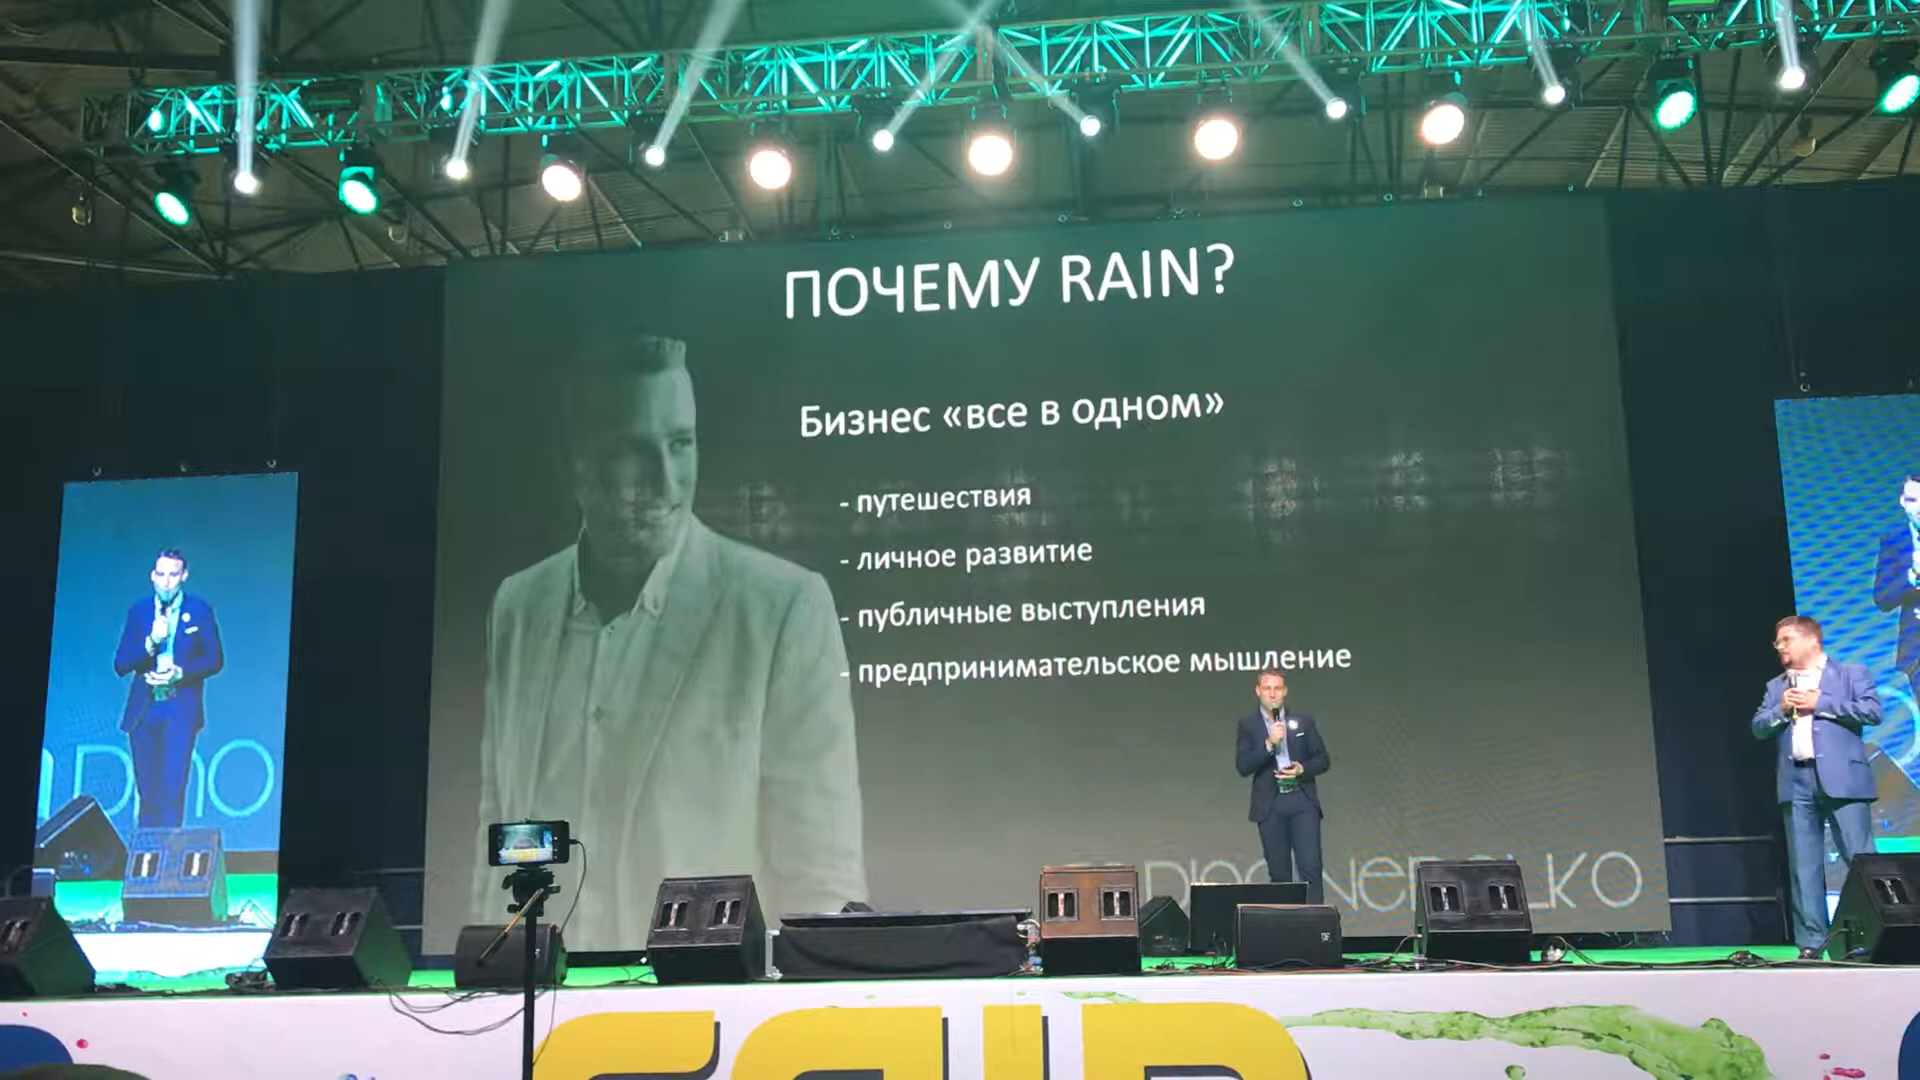 ПОЧЕМУ RAIN?
Бизнес «все в одном»
- путешествия
- личное развитие
- публичные выступления
- предпринимательское мышление